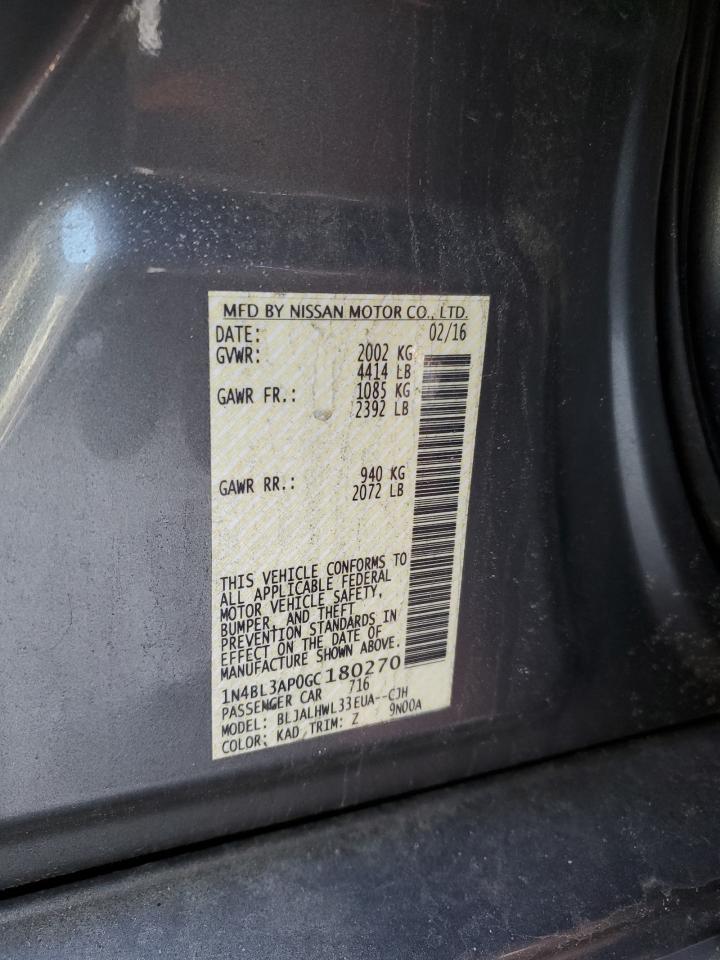 MFD BY NISSAN MOTOR CO., LTD.
DATE: 02/16
GVWR: 2002 KG
4414 LB
GAWR FR.: 1085 KG
2392 LB
GAWR RR.: 940 KG
2072 LB
THIS VEHICLE CONFORMS TO
ALL APPLICABLE FEDERAL
MOTOR VEHICLE SAFETY,
BUMPER, AND THEFT
PREVENTION STANDARDS IN
EFFECT ON THE DATE OF
MANUFACTURE SHOWN ABOVE.
1N4BL3AP0GC180270
PASSENGER CAR 716
MODEL: BLJALHWL33EUA--CJH
COLOR: KAD TRIM: Z 9N00A